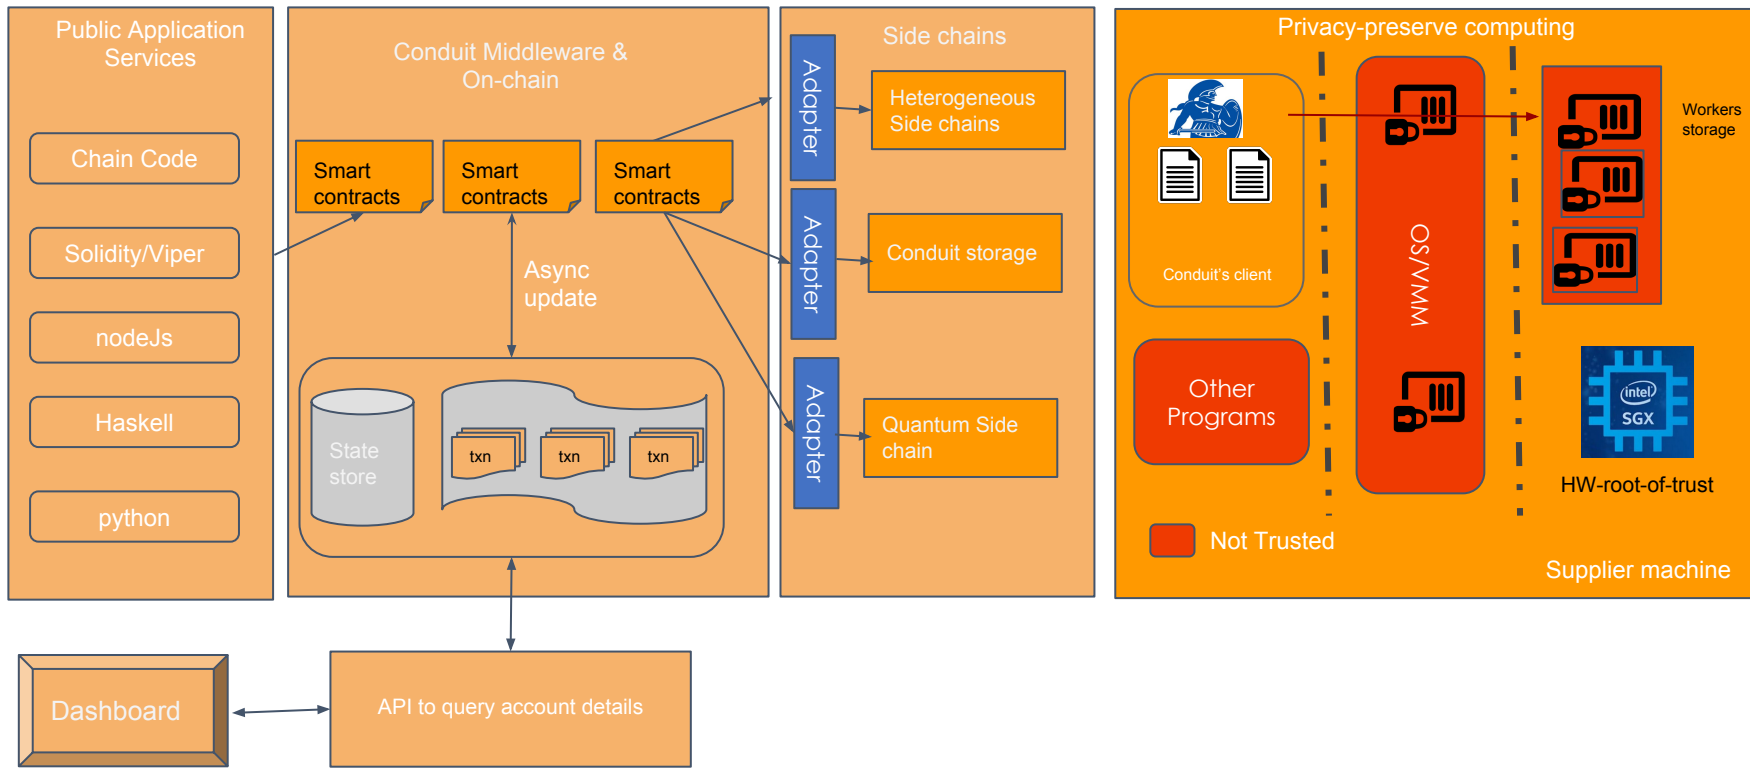 Public Application
Services
Chain Code
Solidity/Viper
nodeJs
Haskell
python
Conduit Middleware &
On-chain
Smart
contracts
Smart
contracts
Smart
contracts
Async
update
State
store
txn
txn
txn
Side chains
Adapter
Heterogeneous
Side chains
Adapter
Conduit storage
Adapter
Quantum Side
chain
Privacy-preserve computing
Conduit's client
Other
Programs
OS/VMM
Workers
storage
intel
SGX
HW-root-of-trust
Not Trusted
Supplier machine
Dashboard
API to query account details